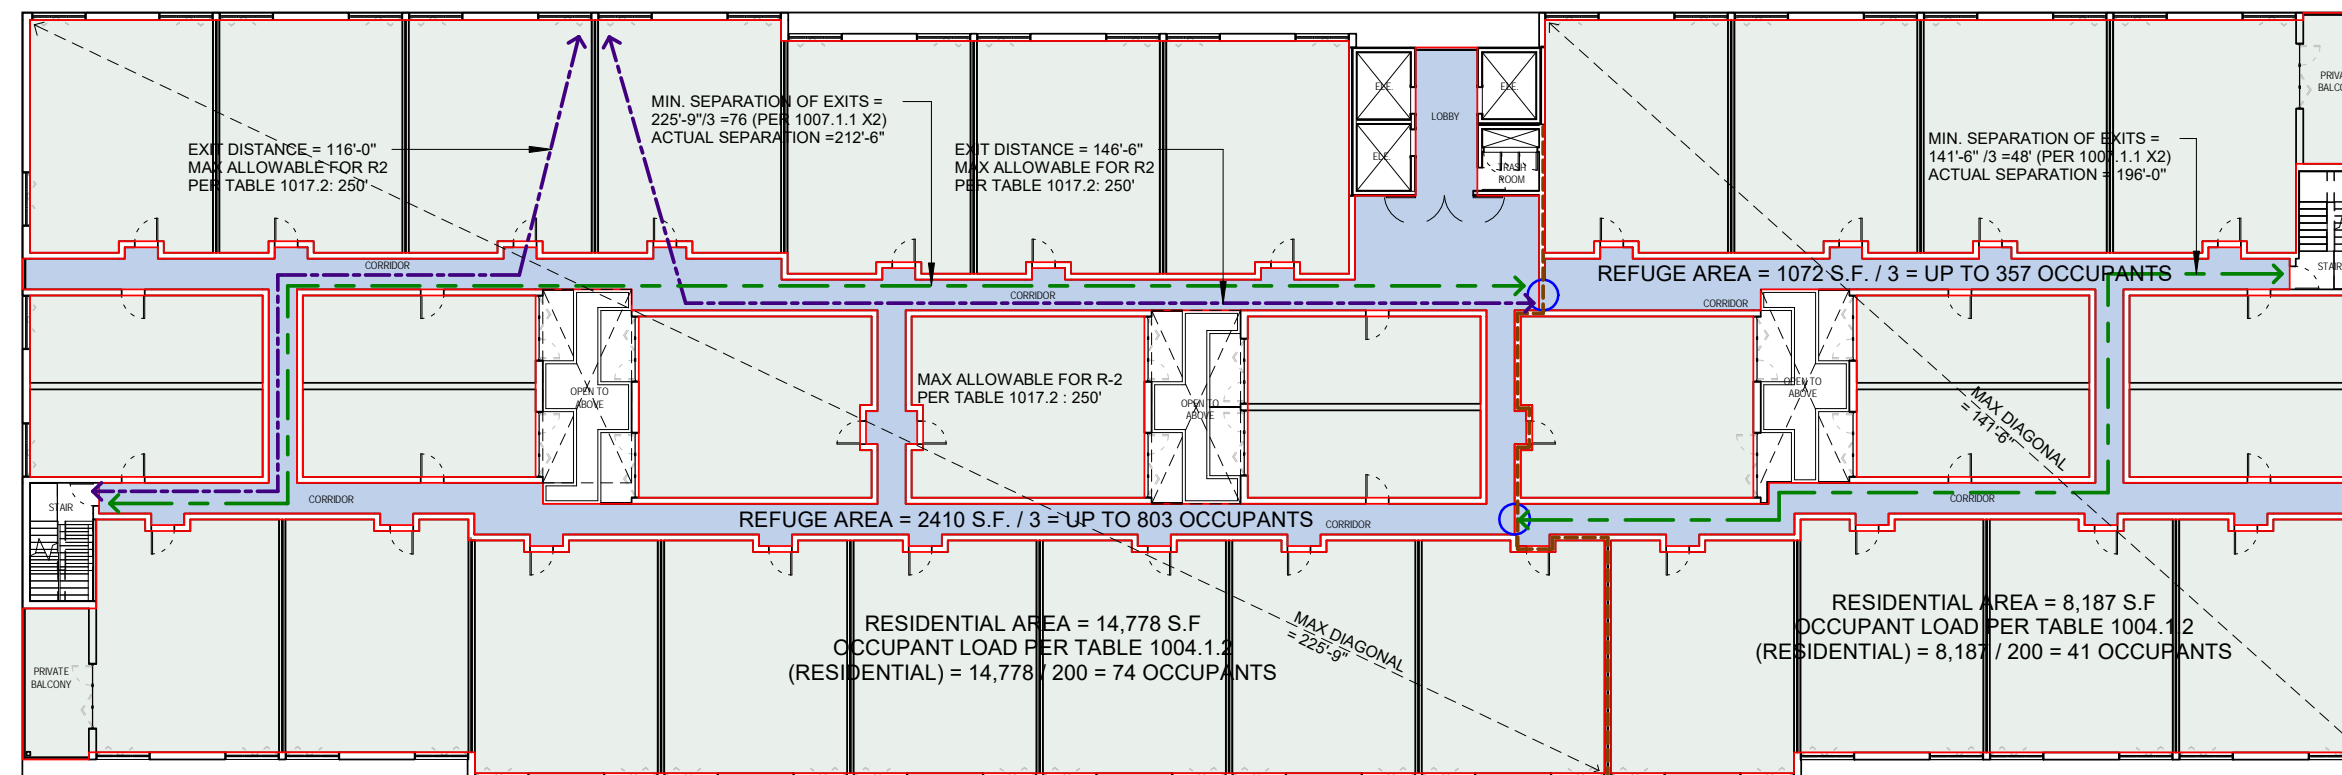 MIN. SEPARATION OF EXITS =
225'-9"/3 =76 (PER 1007.1.1 X2)
ACTUAL SEPARATION =212'-6"
EXIT DISTANCE = 116'-0"
MAX ALLOWABLE FOR R2
PER TABLE 1017.2: 250'
EXIT DISTANCE = 146'-6"
MAX ALLOWABLE FOR R2
PER TABLE 1017.2: 250'
ELE.
ELE.
LOBBY
ELE.
TRASH
ROOM
MIN. SEPARATION OF EXITS =
141'-6" /3 =48' (PER 1007.1.1 X2)
ACTUAL SEPARATION = 196'-0"
CORRIDOR
CORRIDOR
REFUGE AREA = 1072 S.F. / 3 = UP TO 357 OCCUPANTS
STAIR
CORRIDOR
OPEN TO
ABOVE
MAX ALLOWABLE FOR R-2
PER TABLE 1017.2 : 250'
OPEN TO
ABOVE
OPEN TO
ABOVE
MAX DIAGONAL
= 141'-6"
STAIR
CORRIDOR
REFUGE AREA = 2410 S.F. / 3 = UP TO 803 OCCUPANTS
CORRIDOR
CORRIDOR
RESIDENTIAL AREA = 14,778 S.F
OCCUPANT LOAD PER TABLE 1004.1.2
(RESIDENTIAL) = 14,778 / 200 = 74 OCCUPANTS
MAX DIAGONAL
= 225'-9"
RESIDENTIAL AREA = 8,187 S.F
OCCUPANT LOAD PER TABLE 1004.1.2
(RESIDENTIAL) = 8,187 / 200 = 41 OCCUPANTS
PRIVATE
BALCONY